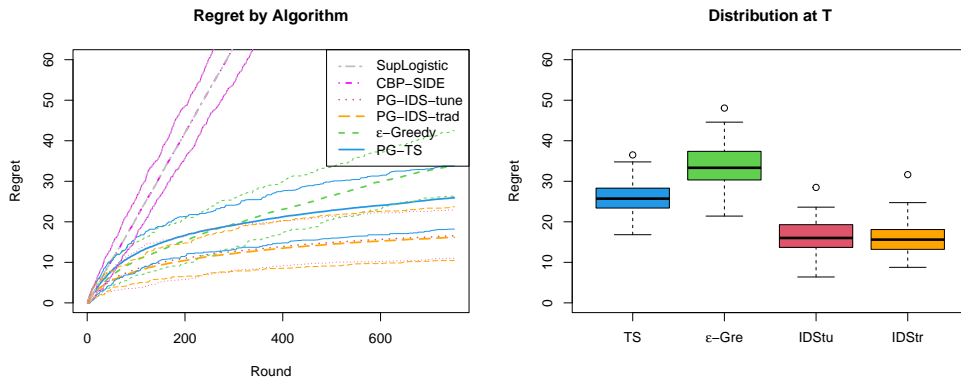 Regret by Algorithm
Regret
60
50
40
30
20
10
0
0
200
400
600
Round
SupLogistic
CBP−SIDE
PG−IDS−tune
PG−IDS−trad
ε−Greedy
PG−TS
Distribution at T
Regret
60
50
40
30
20
10
0
TS
ε−Gre
IDStu
IDStr